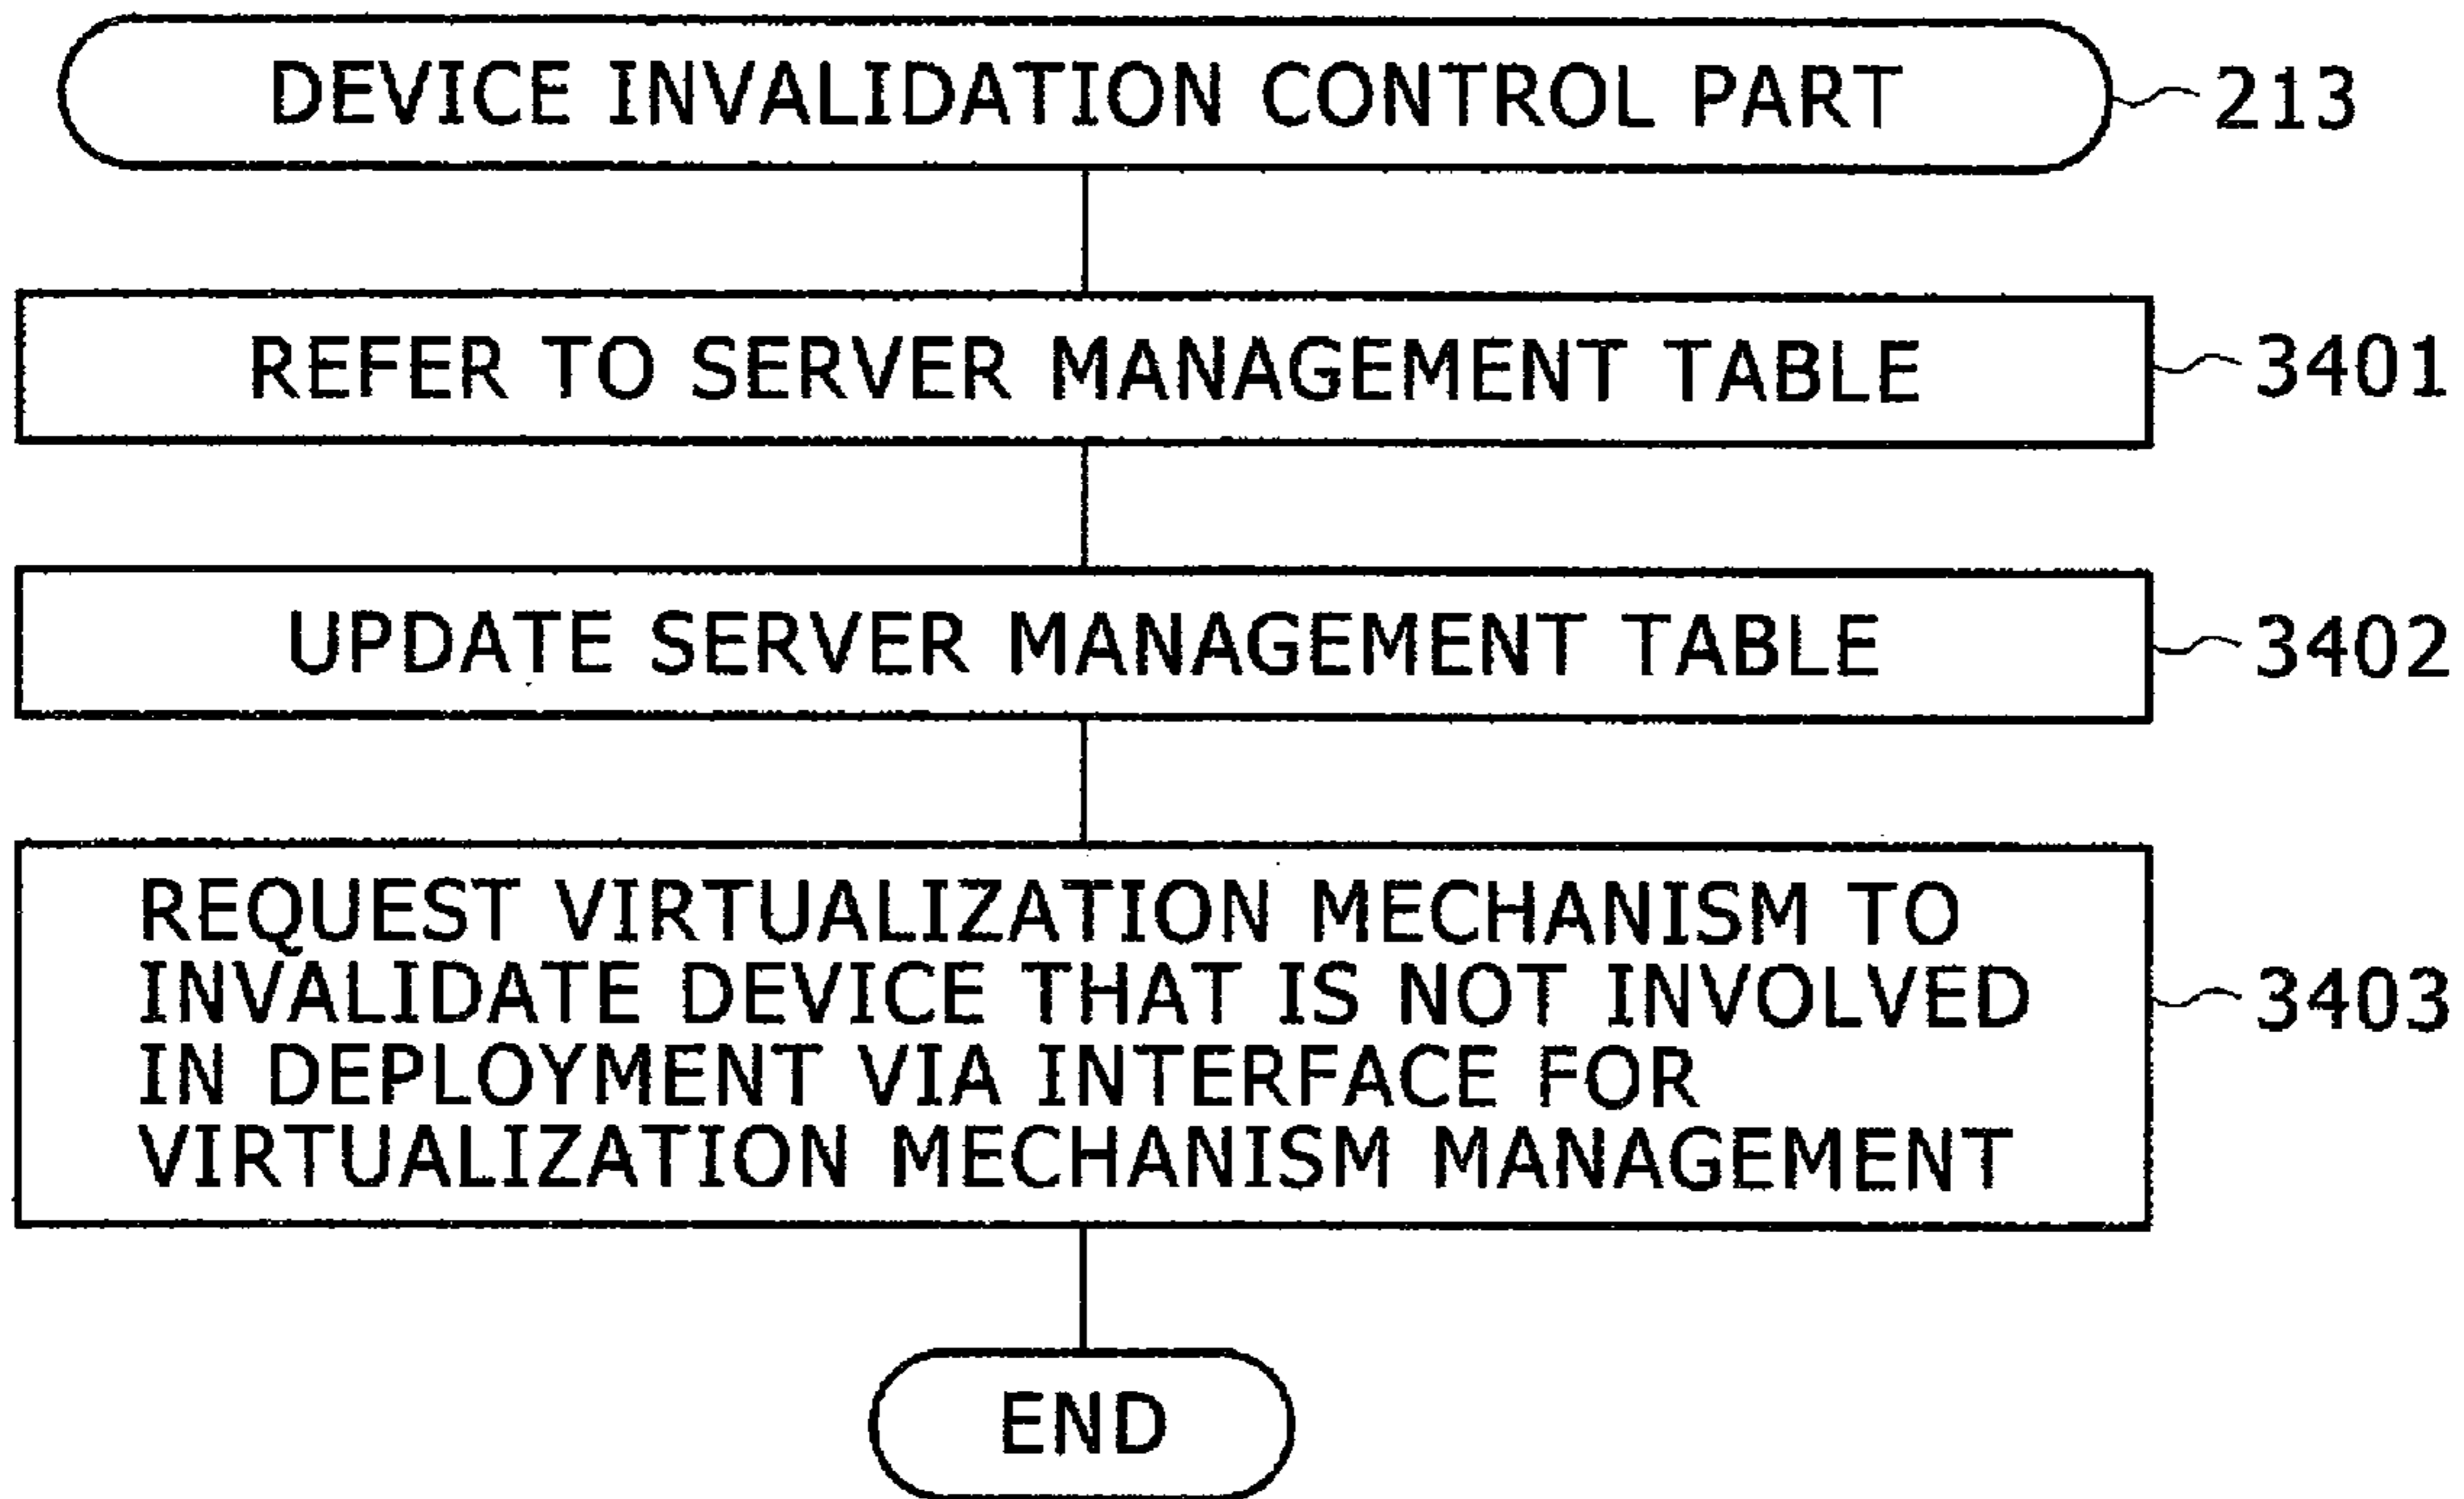 DEVICE INVALIDATION CONTROL PART
213
REFER TO SERVER MANAGEMENT TABLE
3401
UPDATE SERVER MANAGEMENT TABLE
3402
REQUEST VIRTUALIZATION MECHANISM TO
INVALIDATE DEVICE THAT IS NOT INVOLVED
IN DEPLOYMENT VIA INTERFACE FOR
VIRTUALIZATION MECHANISM MANAGEMENT
3403
END